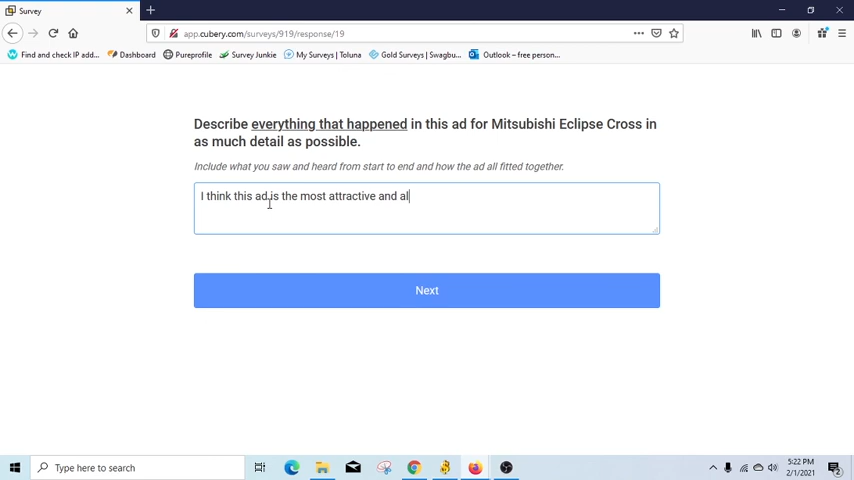 Survey
app.cubery.com/surveys/919/response/19
Find and check IP add... Dashboard Pureprofile Survey Junkie My Surveys | Toluna Gold Surveys | Swagbu... Outlook – free person...
Describe everything that happened in this ad for Mitsubishi Eclipse Cross in
as much detail as possible.
Include what you saw and heard from start to end and how the ad all fitted together.
I think this ad is the most attractive and al
Next
Type here to search
5:22 PM
2/1/2021
2